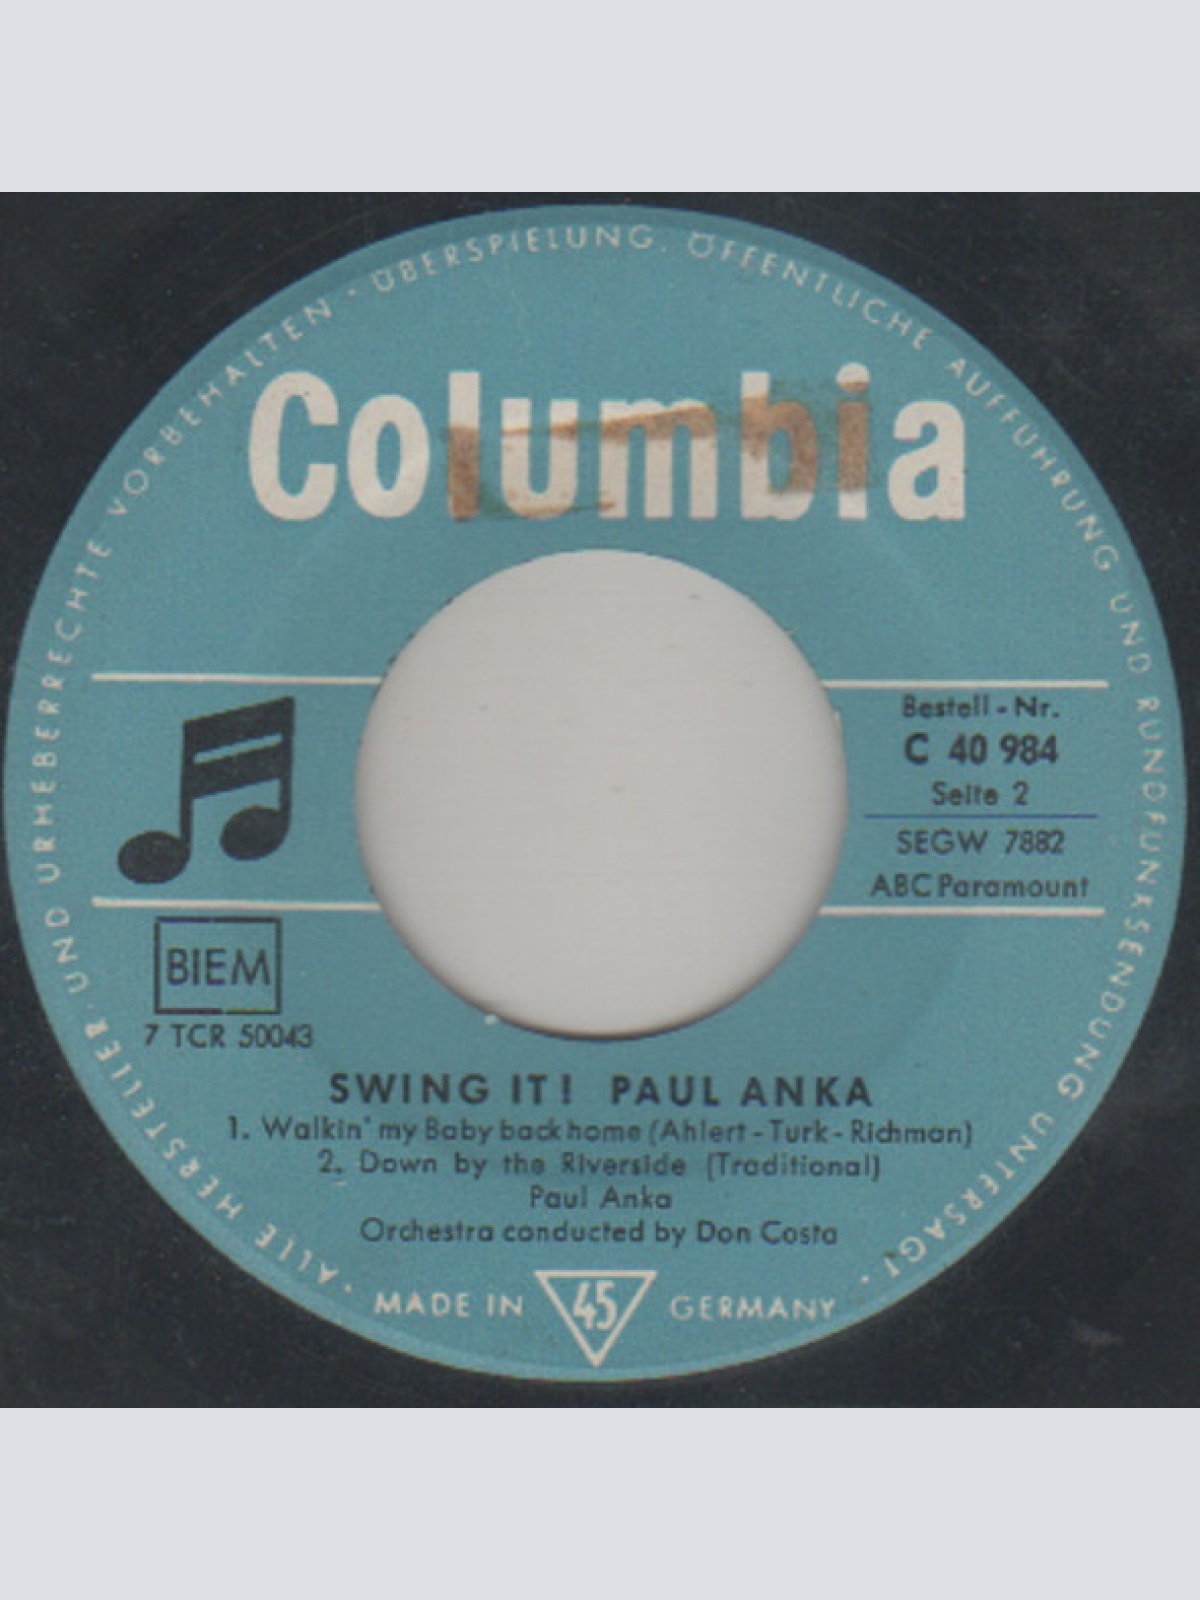 ALLE HERSTELLER- UND URHEBERRECHTE VORBEHALTEN · ÜBERSPIELUNG, ÖFFENTLICHE AUFFÜHRUNG UND RUNDFUNKSENDUNG UNTERSAGT ·
Columbia
Bestell-Nr.
C 40 984
Seite 2
SEGW 7882
ABC Paramount
BIEM
7 TCR 50043
SWING IT! PAUL ANKA
1. Walkin' my Baby back home (Ahlert - Turk - Richman)
2. Down by the Riverside (Traditional)
Paul Anka
Orchestra conducted by Don Costa
MADE IN 45 GERMANY